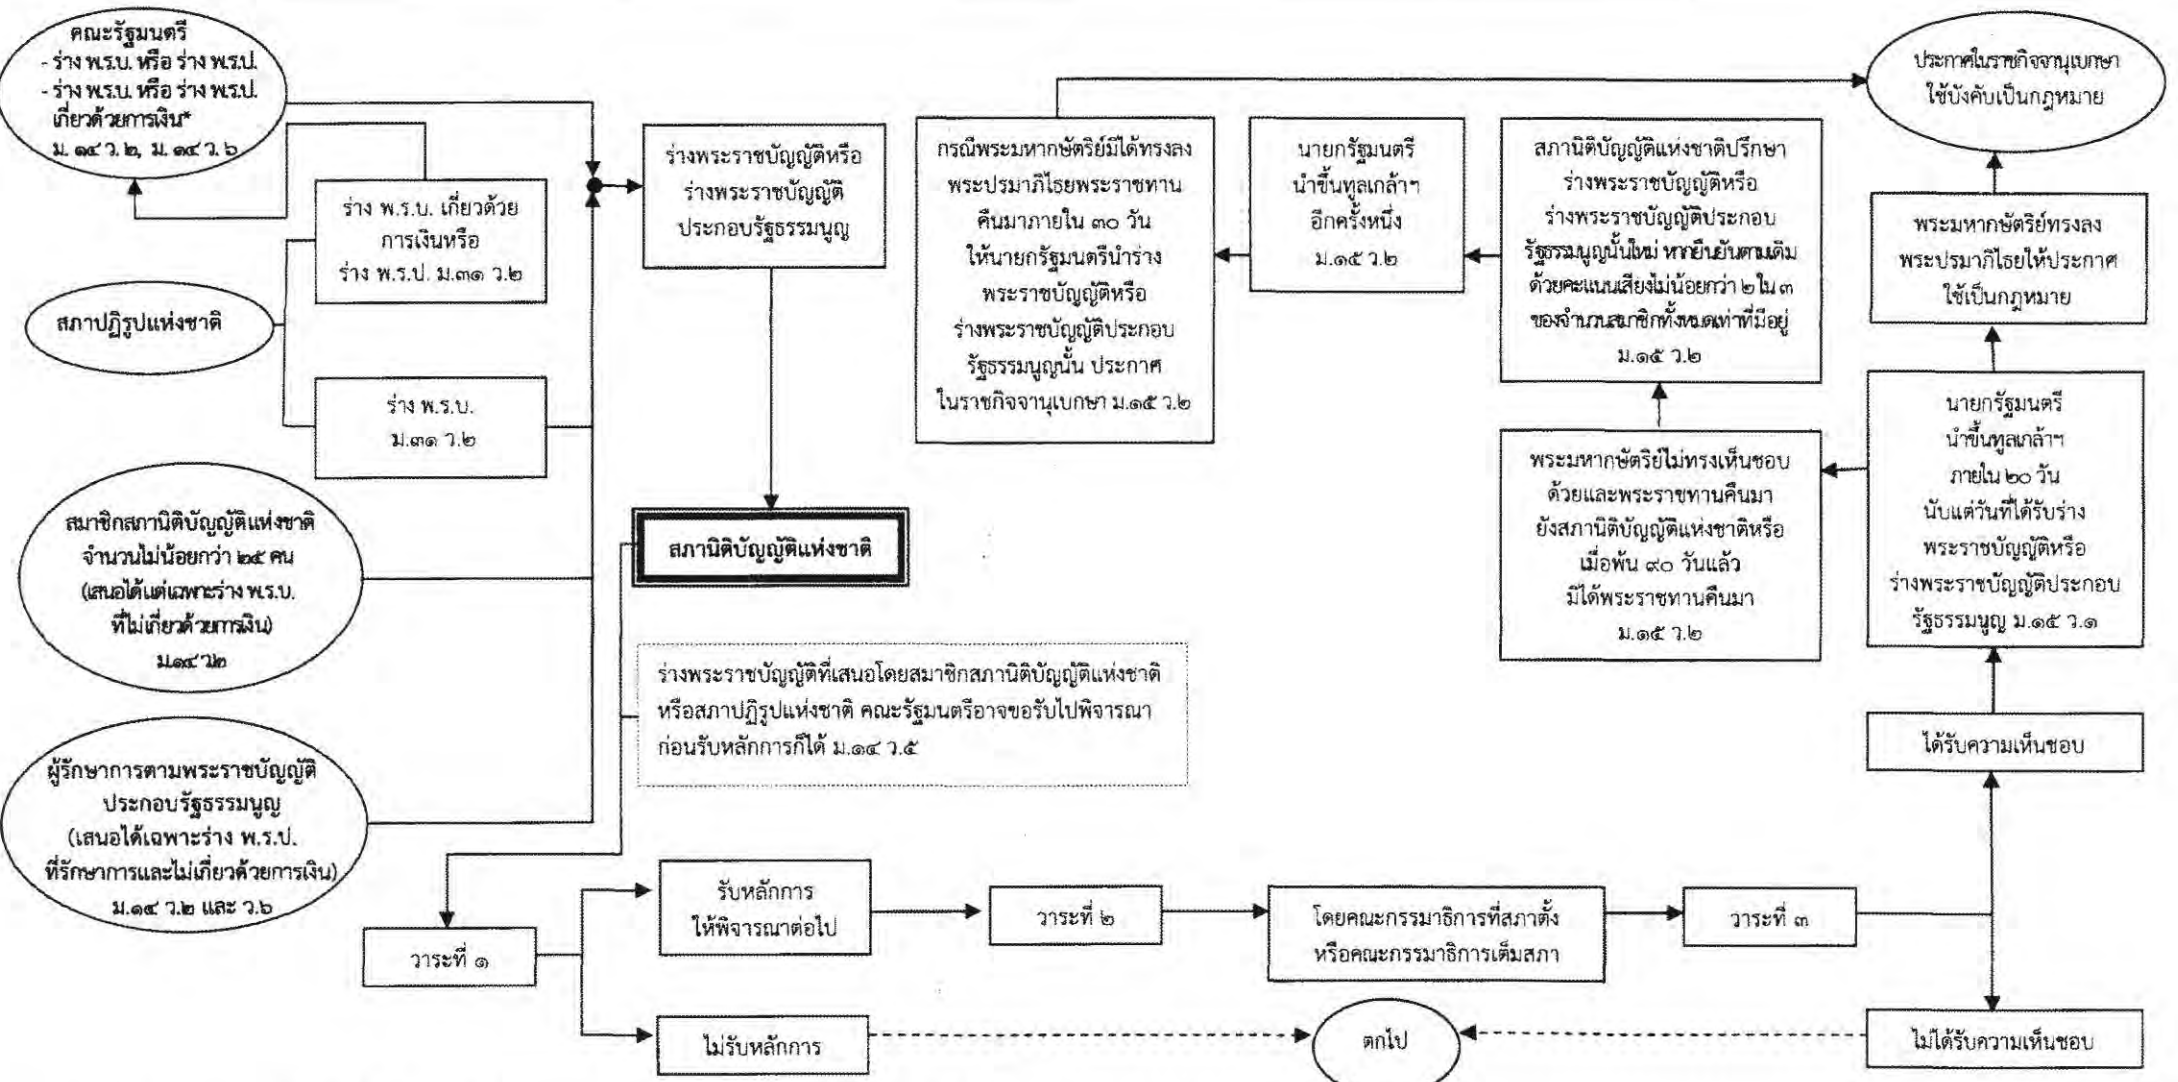 คณะรัฐมนตรี
- ร่าง พ.ร.บ. หรือ ร่าง พ.ร.ป.
- ร่าง พ.ร.บ. หรือ ร่าง พ.ร.ป.
เกี่ยวด้วยการเงิน*
ม. ๑๔ ว. ๒, ม. ๑๔ ว. ๖
ร่าง พ.ร.บ. เกี่ยวด้วย
การเงินหรือ
ร่าง พ.ร.ป. ม.๓๑ ว.๒
สภาปฏิรูปแห่งชาติ
ร่าง พ.ร.บ.
ม.๓๑ ว.๒
สมาชิกสภานิติบัญญัติแห่งชาติ
จำนวนไม่น้อยกว่า ๒๕ คน
(เสนอได้แต่เฉพาะร่าง พ.ร.บ.
ที่ไม่เกี่ยวด้วยการเงิน)
ม.๑๔ ว.๒
ผู้รักษาการตามพระราชบัญญัติ
ประกอบรัฐธรรมนูญ
(เสนอได้เฉพาะร่าง พ.ร.ป.
ที่รักษาการและไม่เกี่ยวด้วยการเงิน)
ม.๑๔ ว.๒ และ ว.๖
ร่างพระราชบัญญัติหรือ
ร่างพระราชบัญญัติ
ประกอบรัฐธรรมนูญ
สภานิติบัญญัติแห่งชาติ
ร่างพระราชบัญญัติที่เสนอโดยสมาชิกสภานิติบัญญัติแห่งชาติ
หรือสภาปฏิรูปแห่งชาติ คณะรัฐมนตรีอาจขอรับไปพิจารณา
ก่อนรับหลักการก็ได้ ม.๑๔ ว.๕
วาระที่ ๑
รับหลักการ
ให้พิจารณาต่อไป
ไม่รับหลักการ
วาระที่ ๒
โดยคณะกรรมาธิการที่สภาตั้ง
หรือคณะกรรมาธิการเต็มสภา
วาระที่ ๓
ตกไป
ได้รับความเห็นชอบ
ไม่ได้รับความเห็นชอบ
นายกรัฐมนตรี
นำขึ้นทูลเกล้าฯ
ภายใน ๒๐ วัน
นับแต่วันที่ได้รับร่าง
พระราชบัญญัติหรือ
ร่างพระราชบัญญัติประกอบ
รัฐธรรมนูญ ม.๑๕ ว.๑
พระมหากษัตริย์ทรงลง
พระปรมาภิไธยให้ประกาศ
ใช้เป็นกฎหมาย
ประกาศในราชกิจจานุเบกษา
ใช้บังคับเป็นกฎหมาย
พระมหากษัตริย์ไม่ทรงเห็นชอบ
ด้วยและพระราชทานคืนมา
ยังสภานิติบัญญัติแห่งชาติหรือ
เมื่อพ้น ๙๐ วันแล้ว
มิได้พระราชทานคืนมา
ม.๑๕ ว.๒
สภานิติบัญญัติแห่งชาติปรึกษา
ร่างพระราชบัญญัติหรือ
ร่างพระราชบัญญัติประกอบ
รัฐธรรมนูญนั้นใหม่ หากยืนยันตามเดิม
ด้วยคะแนนเสียงไม่น้อยกว่า ๒ ใน ๓
ของจำนวนสมาชิกทั้งหมดเท่าที่มีอยู่
ม.๑๕ ว.๒
นายกรัฐมนตรี
นำขึ้นทูลเกล้าฯ
อีกครั้งหนึ่ง
ม.๑๕ ว.๒
กรณีพระมหากษัตริย์มิได้ทรงลง
พระปรมาภิไธยพระราชทาน
คืนมาภายใน ๓๐ วัน
ให้นายกรัฐมนตรีนำร่าง
พระราชบัญญัติหรือ
ร่างพระราชบัญญัติประกอบ
รัฐธรรมนูญนั้น ประกาศ
ในราชกิจจานุเบกษา ม.๑๕ ว.๒